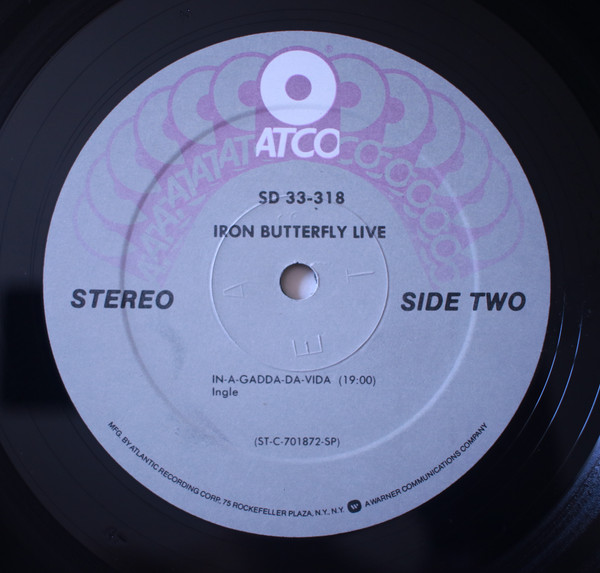 ATCO
SD 33-318
IRON BUTTERFLY LIVE
STEREO
SIDE TWO
IN-A-GADDA-DA-VIDA (19:00)
Ingle
(ST-C-701872-SP)
MFG. BY ATLANTIC RECORDING CORP. 75 ROCKEFELLER PLAZA, N.Y. N.Y. W A WARNER COMMUNICATIONS COMPANY